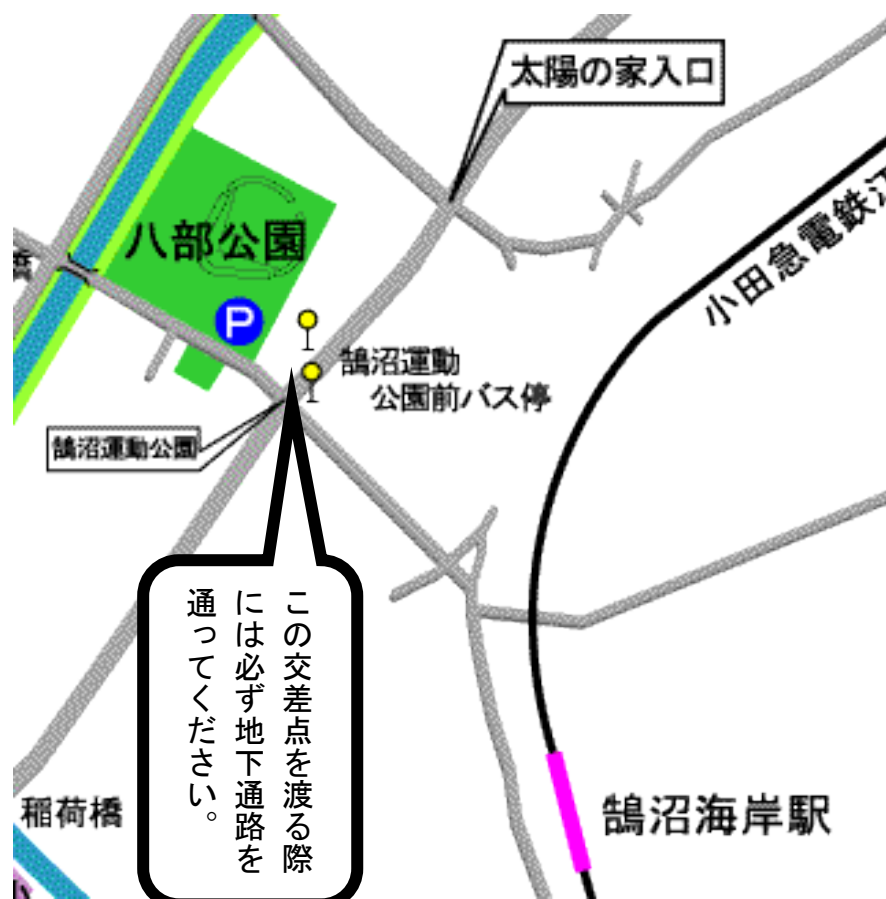 太陽の家入口
小田急電鉄江
八部公園
橋
P
鵠沼運動
公園前バス停
鵠沼運動公園
この交差点を渡る際
には必ず地下通路を
通ってください。
稲荷橋
鵠沼海岸駅